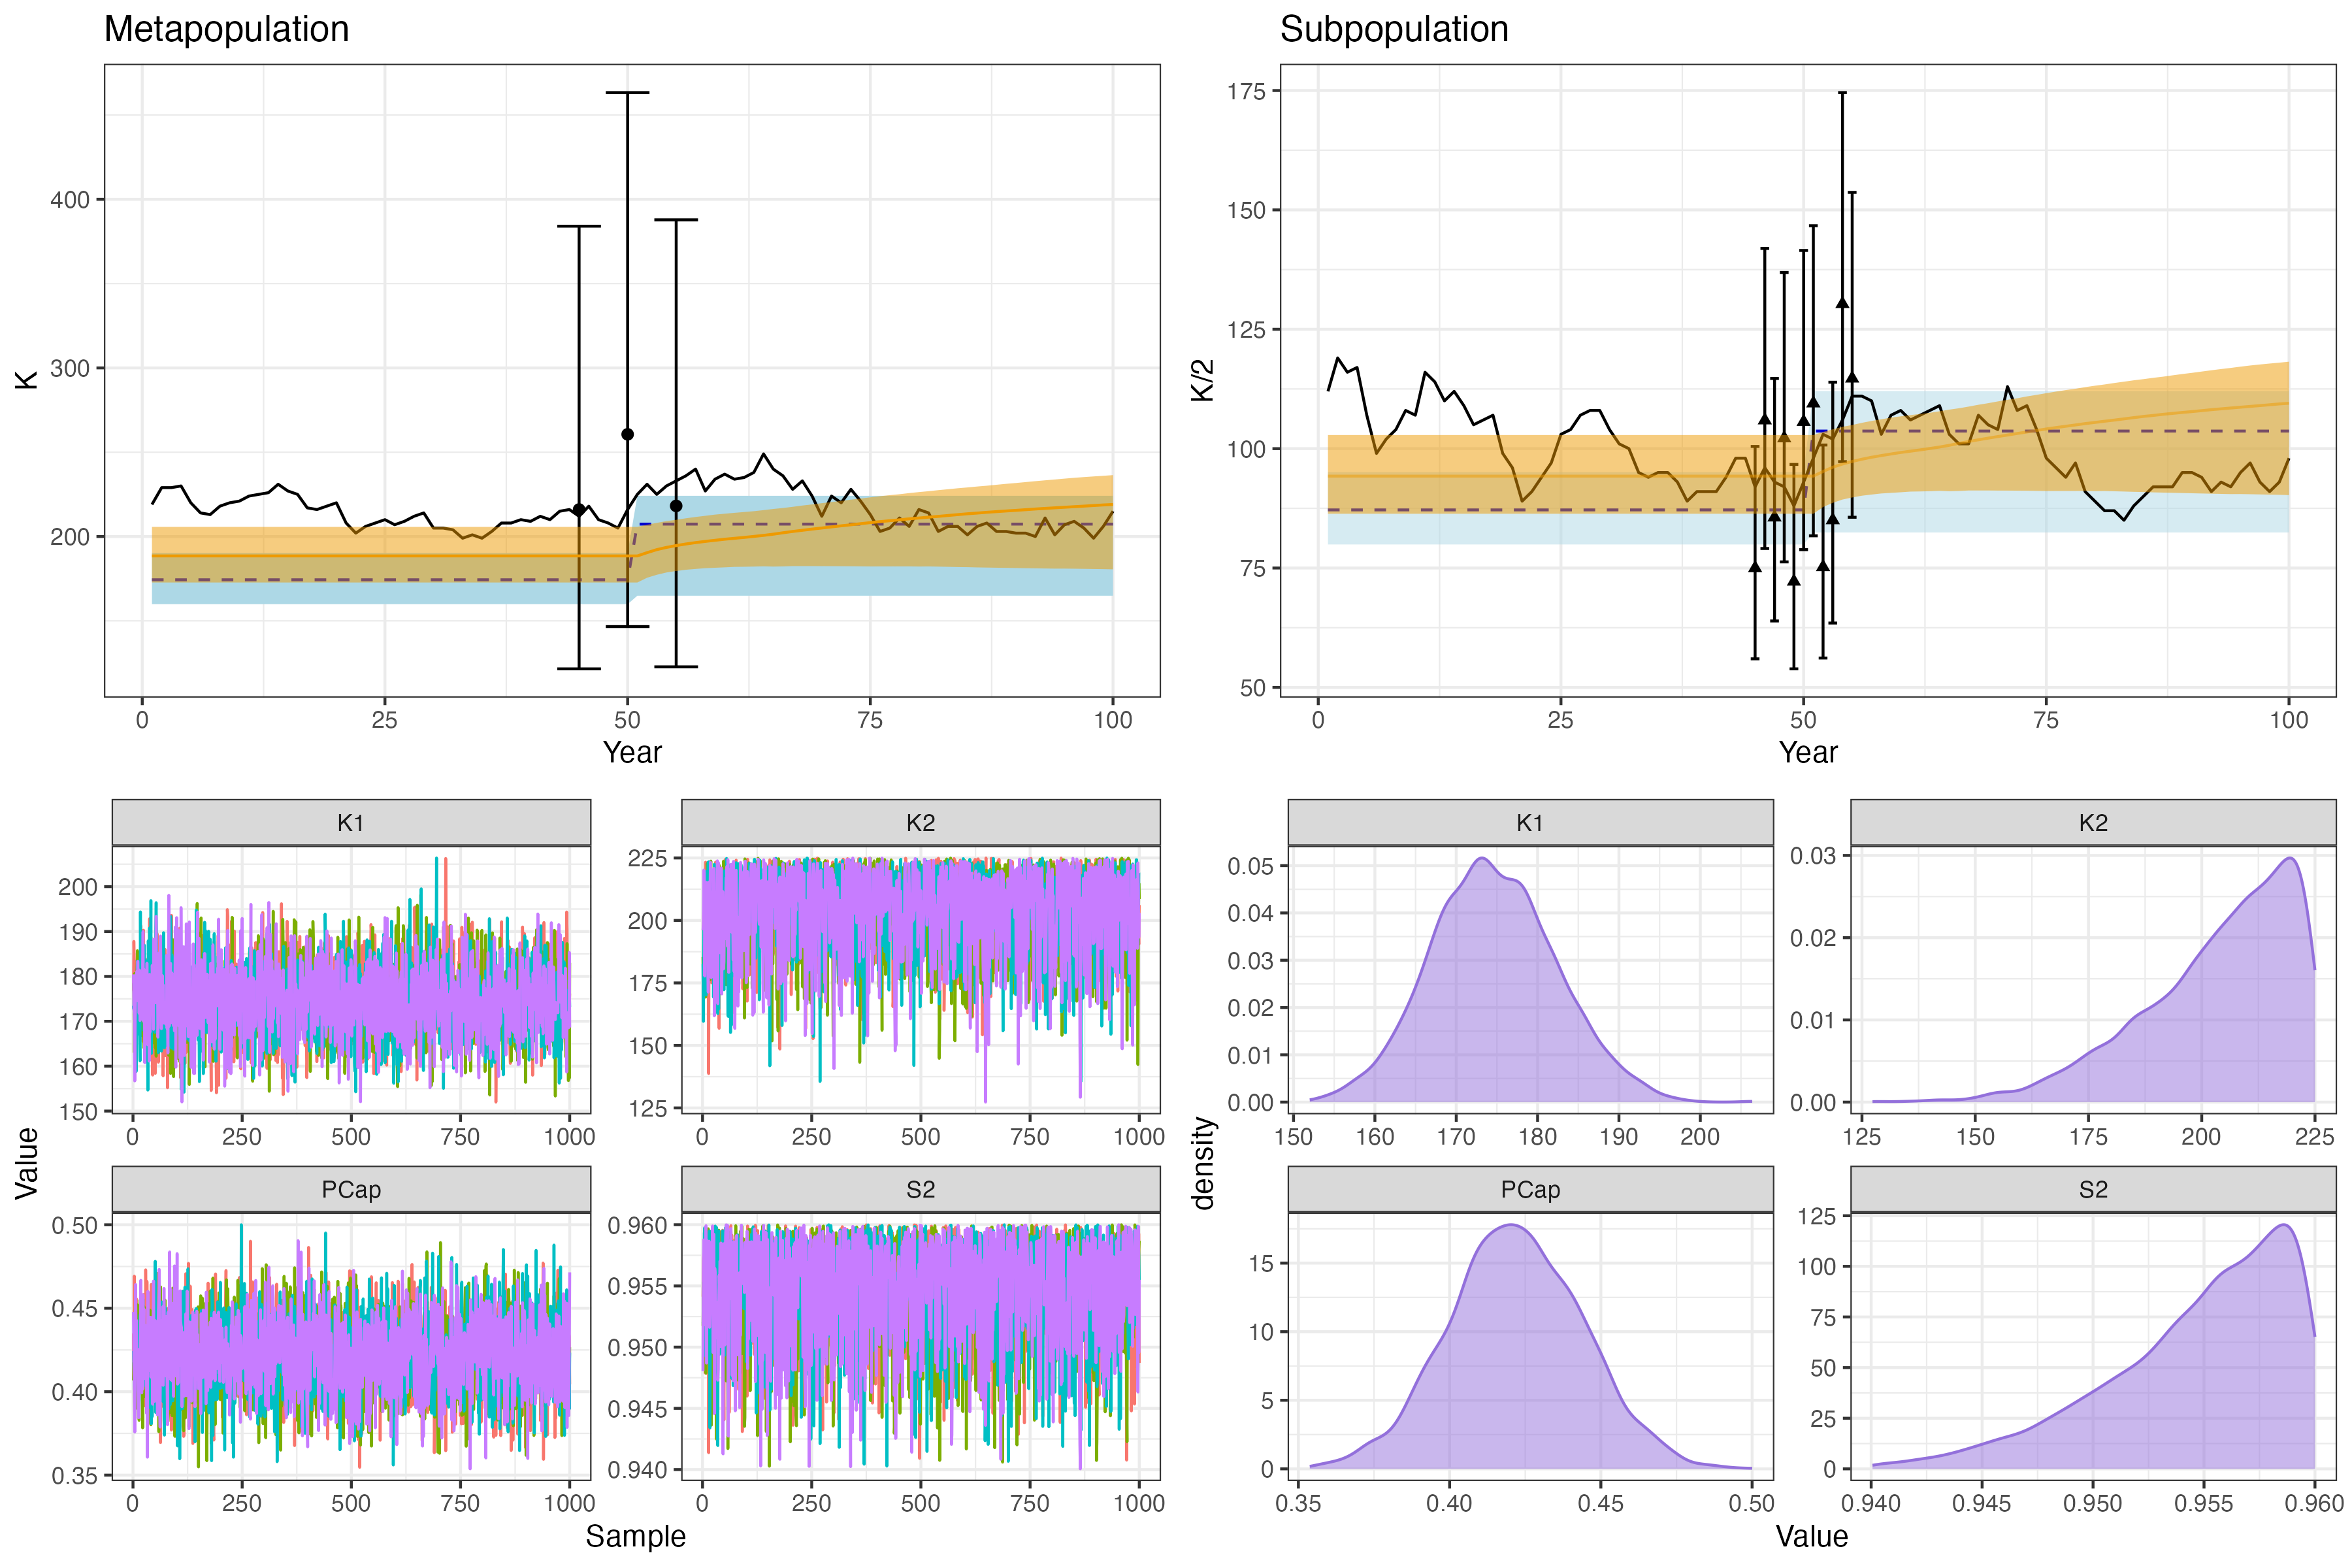 Metapopulation
Subpopulation
K
400
300
200
0 25 50 75 100
Year
K/2
175
150
125
100
75
50
0 25 50 75 100
Year
Value
K1
200
190
180
170
160
150
0 250 500 750 1000
K2
225
200
175
150
125
0 250 500 750 1000
PCap
0.50
0.45
0.40
0.35
0 250 500 750 1000
S2
0.960
0.955
0.950
0.945
0.940
0 250 500 750 1000
Sample
density
K1
0.05
0.04
0.03
0.02
0.01
0.00
150 160 170 180 190 200
K2
0.03
0.02
0.01
0.00
125 150 175 200 225
PCap
15
10
5
0
0.35 0.40 0.45 0.50
S2
125
100
75
50
25
0
0.940 0.945 0.950 0.955 0.960
Value